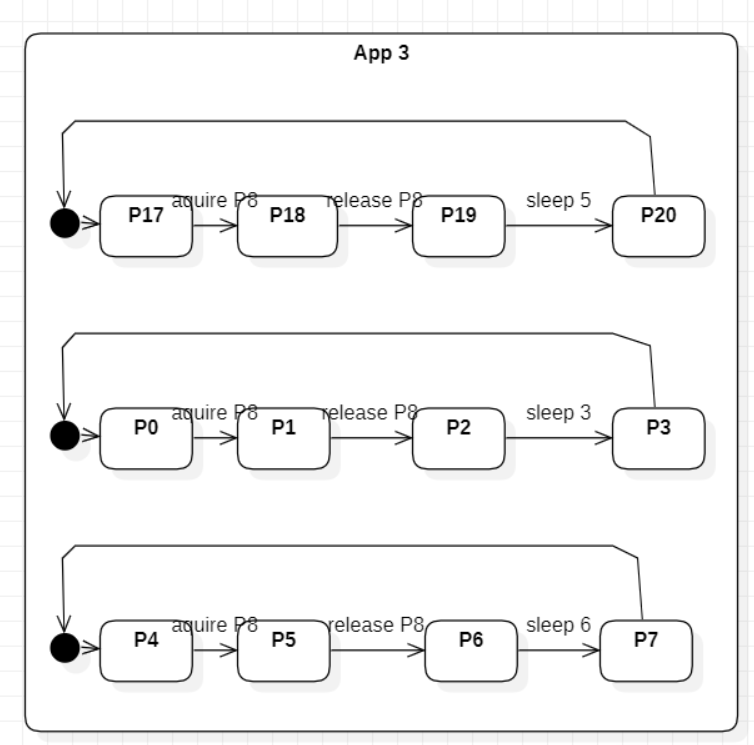 App 3
aquire P8 release P8 sleep 5
P17 P18 P19 P20
aquire P8 release P8 sleep 3
P0 P1 P2 P3
aquire P8 release P8 sleep 6
P4 P5 P6 P7